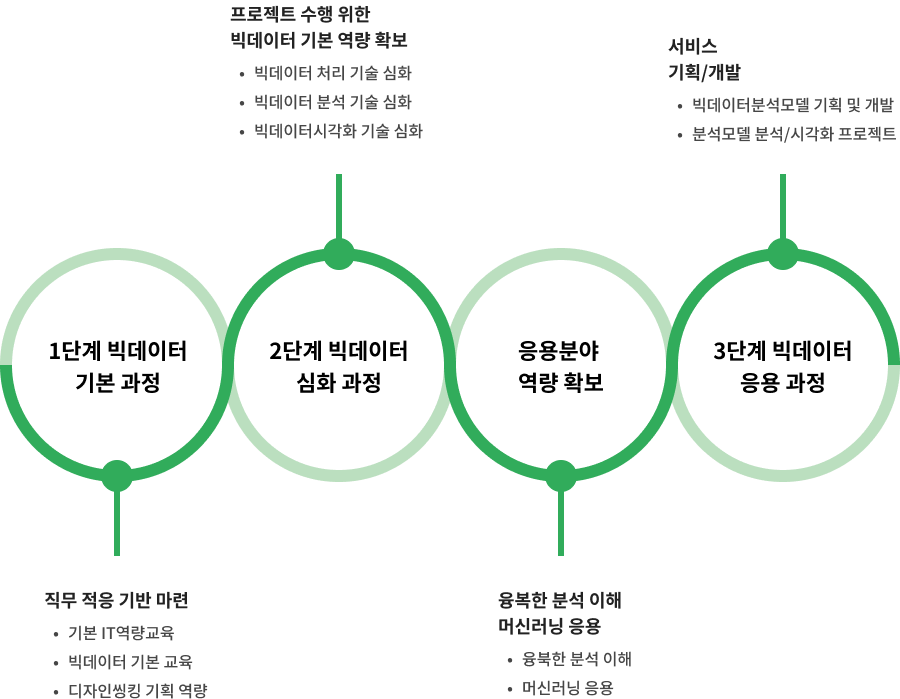 프로젝트 수행 위한
빅데이터 기본 역량 확보
• 빅데이터 처리 기술 심화
• 빅데이터 분석 기술 심화
• 빅데이터시각화 기술 심화
서비스
기획/개발
• 빅데이터분석모델 기획 및 개발
• 분석모델 분석/시각화 프로젝트
1단계 빅데이터
기본 과정
2단계 빅데이터
심화 과정
응용분야
역량 확보
3단계 빅데이터
응용 과정
직무 적응 기반 마련
• 기본 IT역량교육
• 빅데이터 기본 교육
• 디자인씽킹 기획 역량
융복한 분석 이해
머신러닝 응용
• 융북한 분석 이해
• 머신러닝 응용